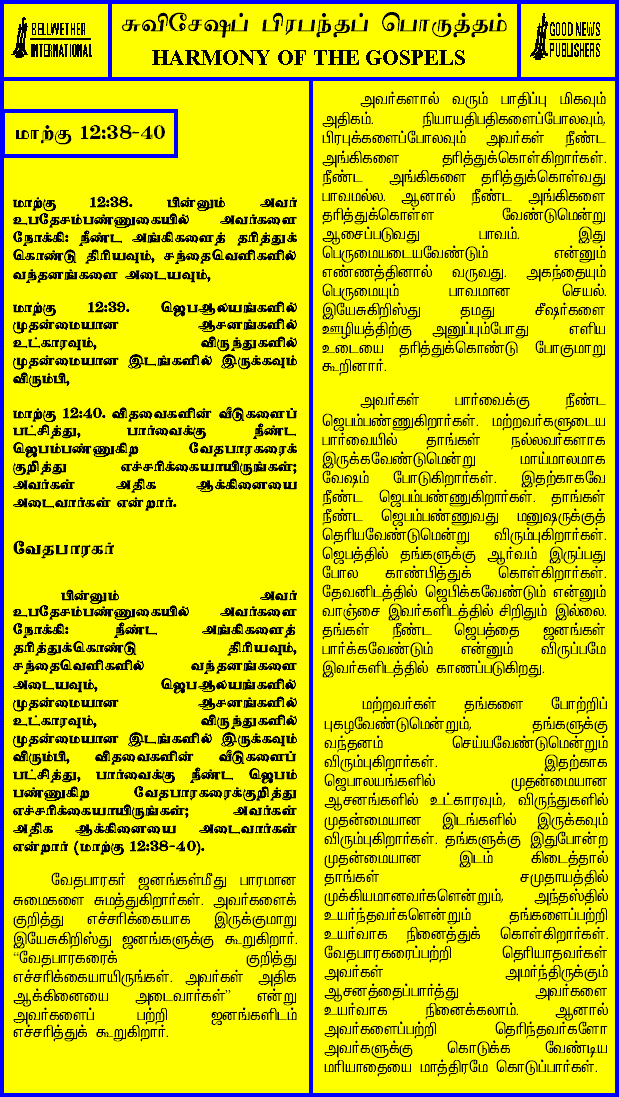 BELLWETHER
INTERNATIONAL
சுவிசேஷப் பிரபந்தப் பொருத்தம்
HARMONY OF THE GOSPELS
GOOD NEWS
PUBLISHERS
மாற்கு 12:38-40
மாற்கு 12:38. பின்னும் அவர்
உபதேசம்பண்ணுகையில் அவர்களை
நோக்கி: நீண்ட அங்கிகளைத் தரித்துக்
கொண்டு திரியவும், சந்தைவெளிகளில்
வந்தனங்களை அடையவும்,
மாற்கு 12:39. ஜெபஆலயங்களில்
முதன்மையான ஆசனங்களில்
உட்காரவும், விருந்துகளில்
முதன்மையான இடங்களில் இருக்கவும்
விரும்பி,
மாற்கு 12:40. விதவைகளின் வீடுகளைப்
பட்சித்து, பார்வைக்கு நீண்ட
ஜெபம்பண்ணுகிற வேதபாரகரைக்
குறித்து எச்சரிக்கையாயிருங்கள்;
அவர்கள் அதிக ஆக்கினையை
அடைவார்கள் என்றார்.
வேதபாரகர்
பின்னும் அவர்
உபதேசம்பண்ணுகையில் அவர்களை
நோக்கி: நீண்ட அங்கிகளைத்
தரித்துக்கொண்டு திரியவும்,
சந்தைவெளிகளில் வந்தனங்களை
அடையவும், ஜெபஆலயங்களில்
முதன்மையான ஆசனங்களில்
உட்காரவும், விருந்துகளில்
முதன்மையான இடங்களில் இருக்கவும்
விரும்பி, விதவைகளின் வீடுகளைப்
பட்சித்து, பார்வைக்கு நீண்ட ஜெபம்
பண்ணுகிற வேதபாரகரைக்குறித்து
எச்சரிக்கையாயிருங்கள்; அவர்கள்
அதிக ஆக்கினையை அடைவார்கள்
என்றார் (மாற்கு 12:38-40).
வேதபாரகர் ஜனங்கள்மீது பாரமான
சுமைகளை சுமத்துகிறார்கள். அவர்களைக்
குறித்து எச்சரிக்கையாக இருக்குமாறு
இயேசுகிறிஸ்து ஜனங்களுக்கு கூறுகிறார்.
“வேதபாரகரைக் குறித்து
எச்சரிக்கையாயிருங்கள். அவர்கள் அதிக
ஆக்கினையை அடைவார்கள்” என்று
அவர்களைப் பற்றி ஜனங்களிடம்
எச்சரித்துக் கூறுகிறார்.
அவர்களால் வரும் பாதிப்பு மிகவும்
அதிகம். நியாயதிபதிகளைப்போலவும்,
பிரபுக்களைப்போலவும் அவர்கள் நீண்ட
அங்கிகளை தரித்துக்கொள்கிறார்கள்.
நீண்ட அங்கிகளை தரித்துக்கொள்வது
பாவமல்ல. ஆனால் நீண்ட அங்கிகளை
தரித்துக்கொள்ள வேண்டுமென்று
ஆசைப்படுவது பாவம். இது
பெருமையடையவேண்டும் என்னும்
எண்ணத்தினால் வருவது. அகந்தையும்
பெருமையும் பாவமான செயல்.
இயேசுகிறிஸ்து தமது சீஷர்களை
ஊழியத்திற்கு அனுப்பும்போது எளிய
உடையை தரித்துக்கொண்டு போகுமாறு
கூறினார்.
அவர்கள் பார்வைக்கு நீண்ட
ஜெபம்பண்ணுகிறார்கள். மற்றவர்களுடைய
பார்வையில் தாங்கள் நல்லவர்களாக
இருக்கவேண்டுமென்று மாய்மாலமாக
வேஷம் போடுகிறார்கள். இதற்காகவே
நீண்ட ஜெபம்பண்ணுகிறார்கள். தாங்கள்
நீண்ட ஜெபம்பண்ணுவது மனுஷருக்குத்
தெரியவேண்டுமென்று விரும்புகிறார்கள்.
ஜெபத்தில் தங்களுக்கு ஆர்வம் இருப்பது
போல காண்பித்துக் கொள்கிறார்கள்.
தேவனிடத்தில் ஜெபிக்கவேண்டும் என்னும்
வாஞ்சை இவர்களிடத்தில் சிறிதும் இல்லை.
தங்கள் நீண்ட ஜெபத்தை ஜனங்கள்
பார்க்கவேண்டும் என்னும் விருப்பமே
இவர்களிடத்தில் காணப்படுகிறது.
மற்றவர்கள் தங்களை போற்றிப்
புகழவேண்டுமென்றும், தங்களுக்கு
வந்தனம் செய்யவேண்டுமென்றும்
விரும்புகிறார்கள். இதற்காக
ஜெபாலயங்களில் முதன்மையான
ஆசனங்களில் உட்காரவும், விருந்துகளில்
முதன்மையான இடங்களில் இருக்கவும்
விரும்புகிறார்கள். தங்களுக்கு இதுபோன்ற
முதன்மையான இடம் கிடைத்தால்
தாங்கள் சமுதாயத்தில்
முக்கியமானவர்களென்றும், அந்தஸ்தில்
உயர்ந்தவர்களென்றும் தங்களைப்பற்றி
உயர்வாக நினைத்துக் கொள்கிறார்கள்.
வேதபாரகரைப்பற்றி தெரியாதவர்கள்
அவர்கள் அமர்ந்திருக்கும்
ஆசனத்தைப்பார்த்து அவர்களை
உயர்வாக நினைக்கலாம். ஆனால்
அவர்களைப்பற்றி தெரிந்தவர்களோ
அவர்களுக்கு கொடுக்க வேண்டிய
மரியாதையை மாத்திரமே கொடுப்பார்கள்.